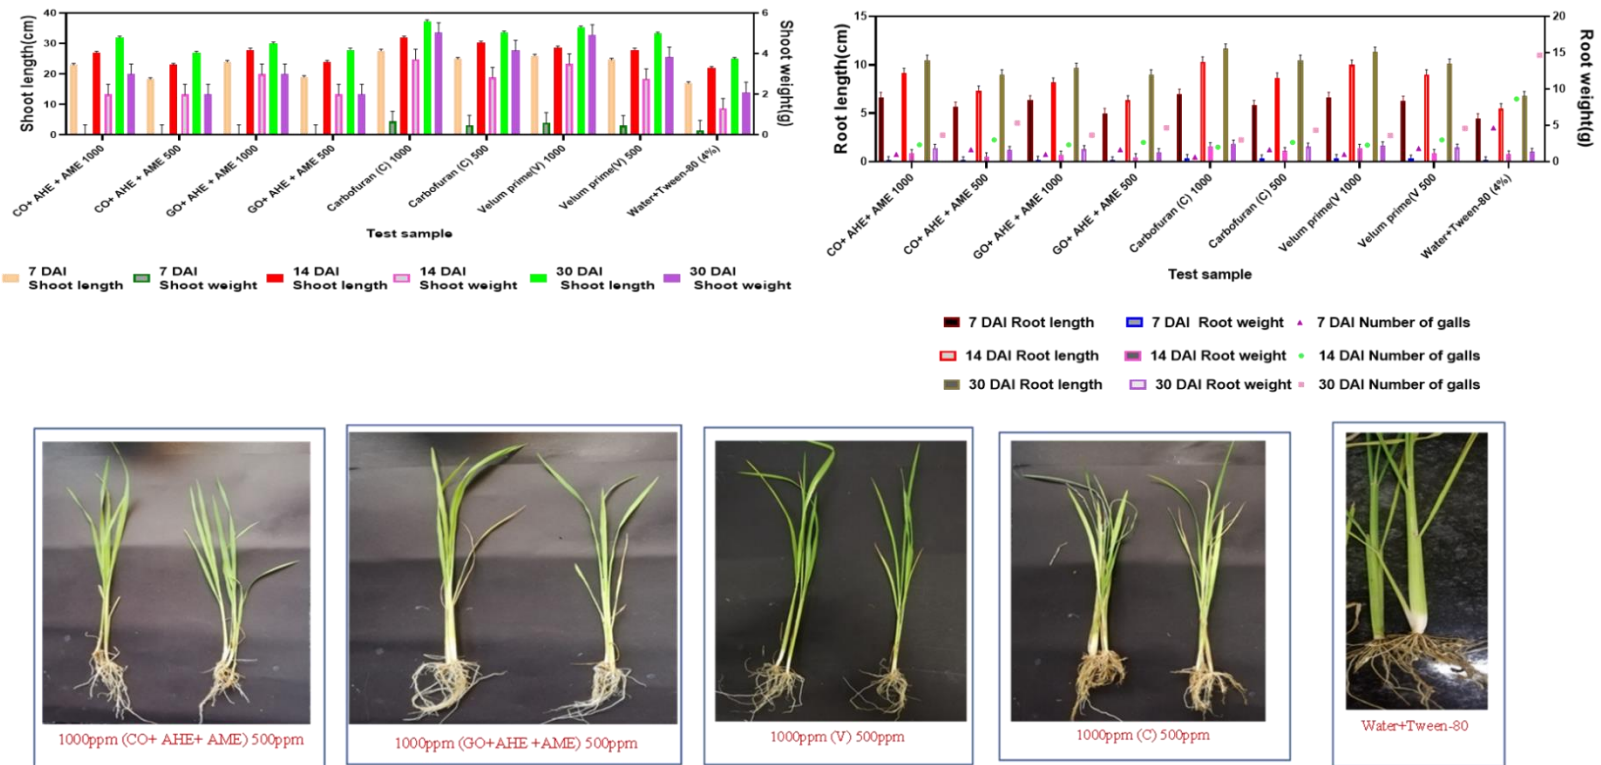 Shoot length(cm)
40
30
20
10
0
6
4
2
0
Shoot weight(g)
CO+ AHE + AME 1000
CO+ AHE + AME 500
GO+ AHE + AME 1000
GO+ AHE + AME 500
Carbofuran (C) 1000
Carbofuran (C) 500
Velum prime(V) 1000
Velum prime(V) 500
Water+Tween-80 (4%)
Test sample
7 DAI
Shoot length
7 DAI
Shoot weight
14 DAI
Shoot length
14 DAI
Shoot weight
30 DAI
Shoot length
30 DAI
Shoot weight
Root length(cm)
15
10
5
0
20
15
10
5
0
Root weight(g)
CO+ AHE+ AME 1000
CO+ AHE + AME 500
GO+ AHE + AME 1000
GO+ AHE + AME 500
Carbofuran (C) 1000
Carbofuran (C) 500
Velum prime(V 1000
Velum prime(V 500
Water+Tween-80 (4%)
Test sample
7 DAI Root length
7 DAI Root weight
7 DAI Number of galls
14 DAI Root length
14 DAI Root weight
14 DAI Number of galls
30 DAI Root length
30 DAI Root weight
30 DAI Number of galls
1000ppm (CO+ AHE+ AME) 500ppm
1000ppm (GO+AHE +AME) 500ppm
1000ppm (V) 500ppm
1000ppm (C) 500ppm
Water+Tween-80